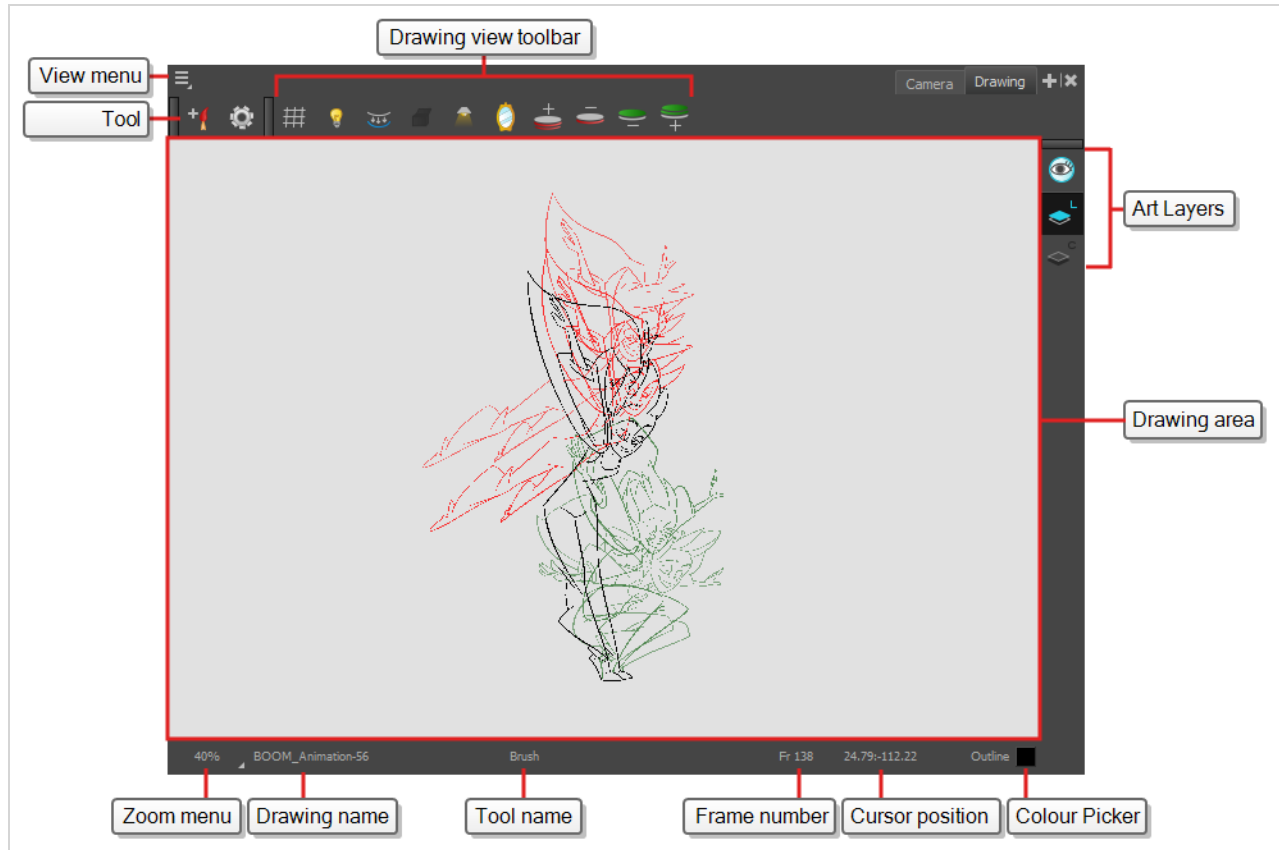 Drawing view toolbar
View menu
Camera
Drawing
Tool
L
Art Layers
C
Drawing area
40%
BOOM_Animation-56
Brush
Fr 138
24.79:-112.22
Outline
Zoom menu
Drawing name
Tool name
Frame number
Cursor position
Colour Picker